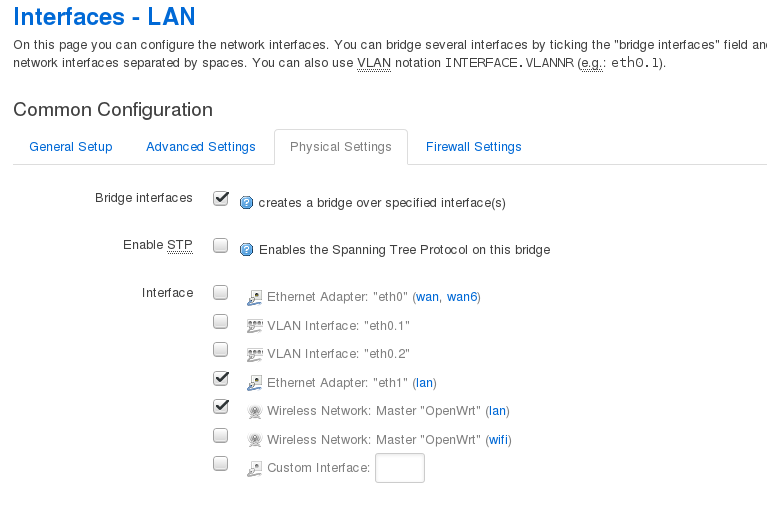 Interfaces - LAN
On this page you can configure the network interfaces. You can bridge several interfaces by ticking the "bridge interfaces" field and
network interfaces separated by spaces. You can also use VLAN notation INTERFACE.VLANNR (e.g.: eth0.1).
Common Configuration
General Setup Advanced Settings Physical Settings Firewall Settings
Bridge interfaces creates a bridge over specified interface(s)
Enable STP Enables the Spanning Tree Protocol on this bridge
Interface Ethernet Adapter: "eth0" (wan, wan6)
VLAN Interface: "eth0.1"
VLAN Interface: "eth0.2"
Ethernet Adapter: "eth1" (lan)
Wireless Network: Master "OpenWrt" (lan)
Wireless Network: Master "OpenWrt" (wifi)
Custom Interface: